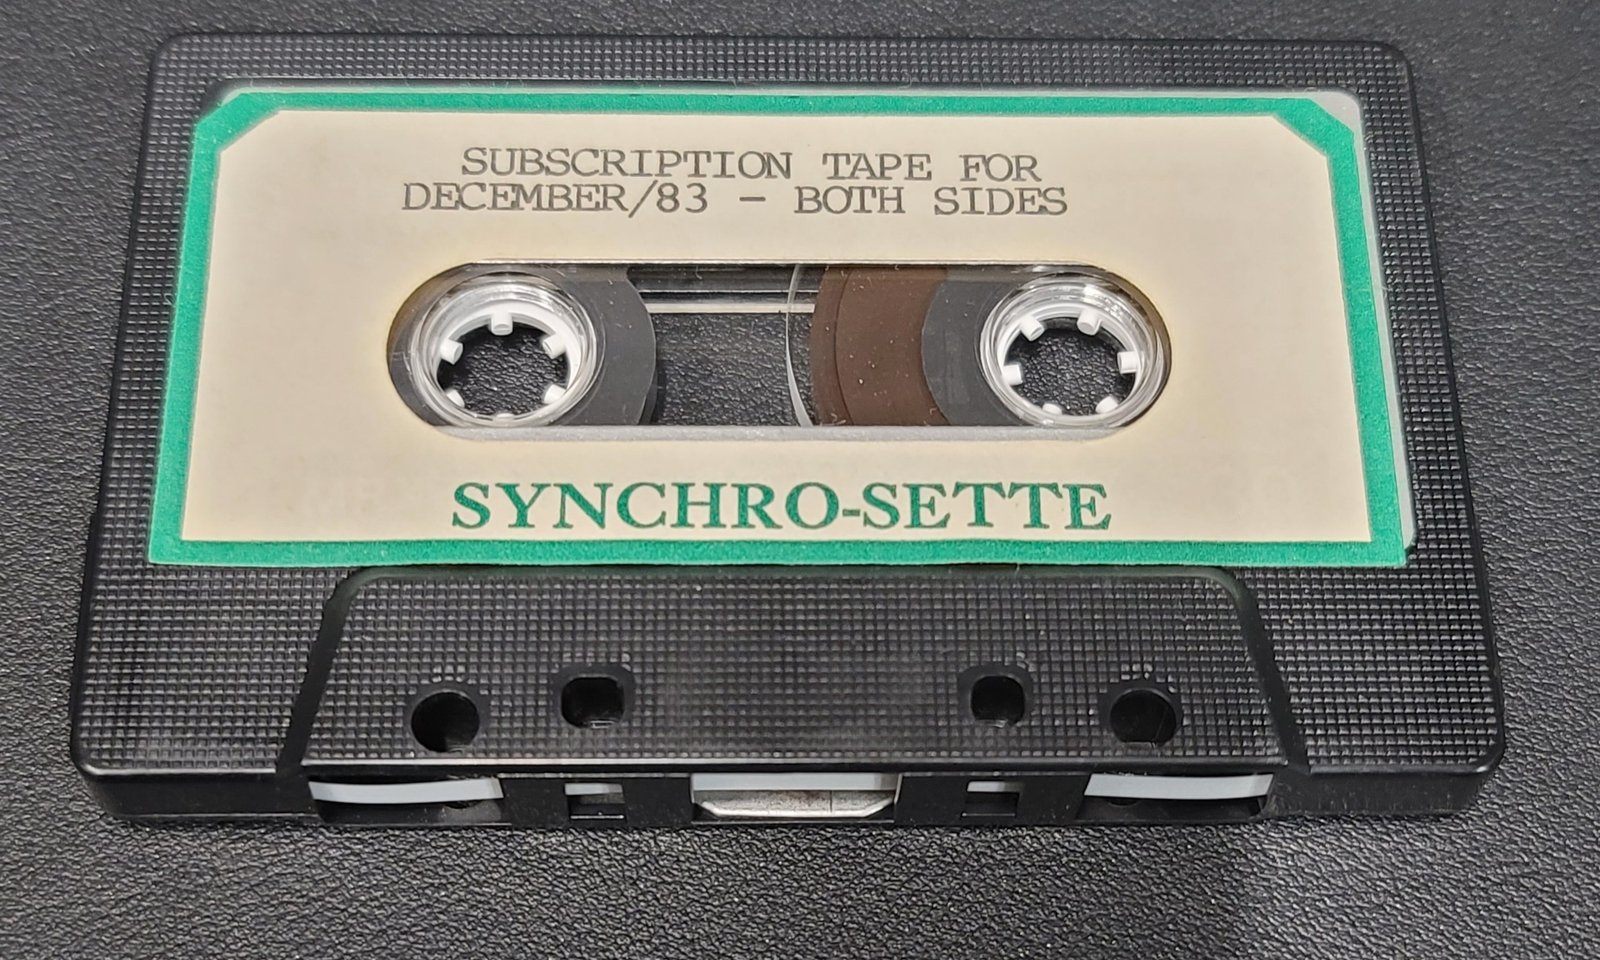 SUBSCRIPTION TAPE FOR
DECEMBER/83 - BOTH SIDES
SYNCHRO-SETTE